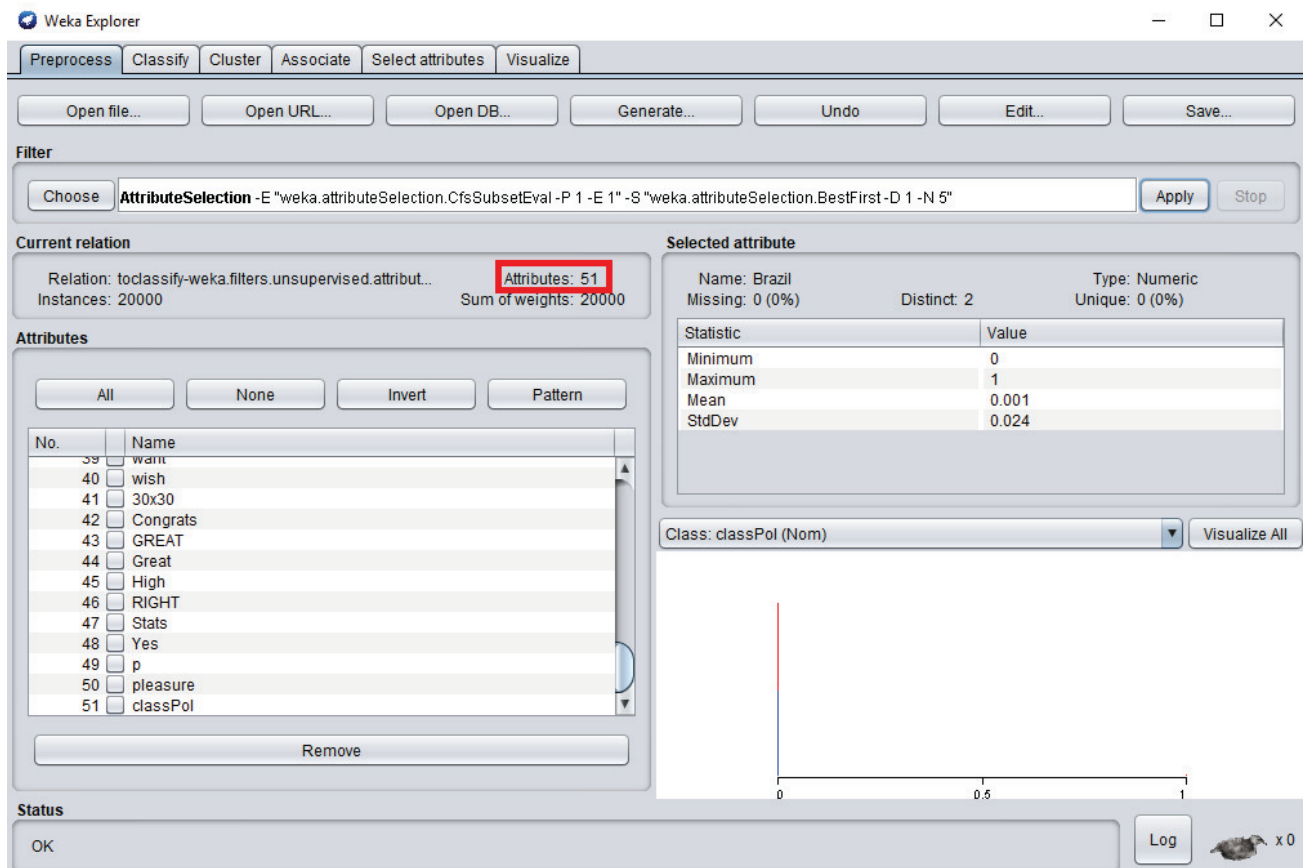 Weka Explorer
Preprocess Classify Cluster Associate Select attributes Visualize
Open file... Open URL... Open DB... Generate... Undo Edit... Save...
Filter
Choose AttributeSelection -E "weka.attributeSelection.CfsSubsetEval -P 1 -E 1" -S "weka.attributeSelection.BestFirst -D 1 -N 5" Apply Stop
Current relation
Relation: toclassify-weka.filters.unsupervised.attribut... Attributes: 51
Instances: 20000 Sum of weights: 20000
Attributes
All None Invert Pattern
No. Name
39 want
40 wish
41 30x30
42 Congrats
43 GREAT
44 Great
45 High
46 RIGHT
47 Stats
48 Yes
49 p
50 pleasure
51 classPol
Remove
Selected attribute
Name: Brazil Type: Numeric
Missing: 0 (0%) Distinct: 2 Unique: 0 (0%)
Statistic Value
Minimum 0
Maximum 1
Mean 0.001
StdDev 0.024
Class: classPol (Nom) Visualize All
0 0.5 1
Status
OK
Log x 0